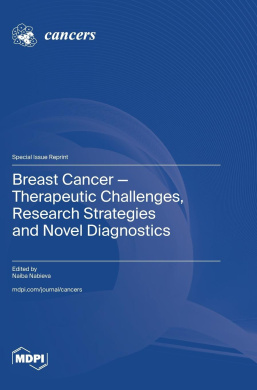 cancers
Special Issue Reprint
Breast Cancer —
Therapeutic Challenges,
Research Strategies
and Novel Diagnostics
Edited by
Naiba Nabieva
mdpi.com/journal/cancers
MDPI